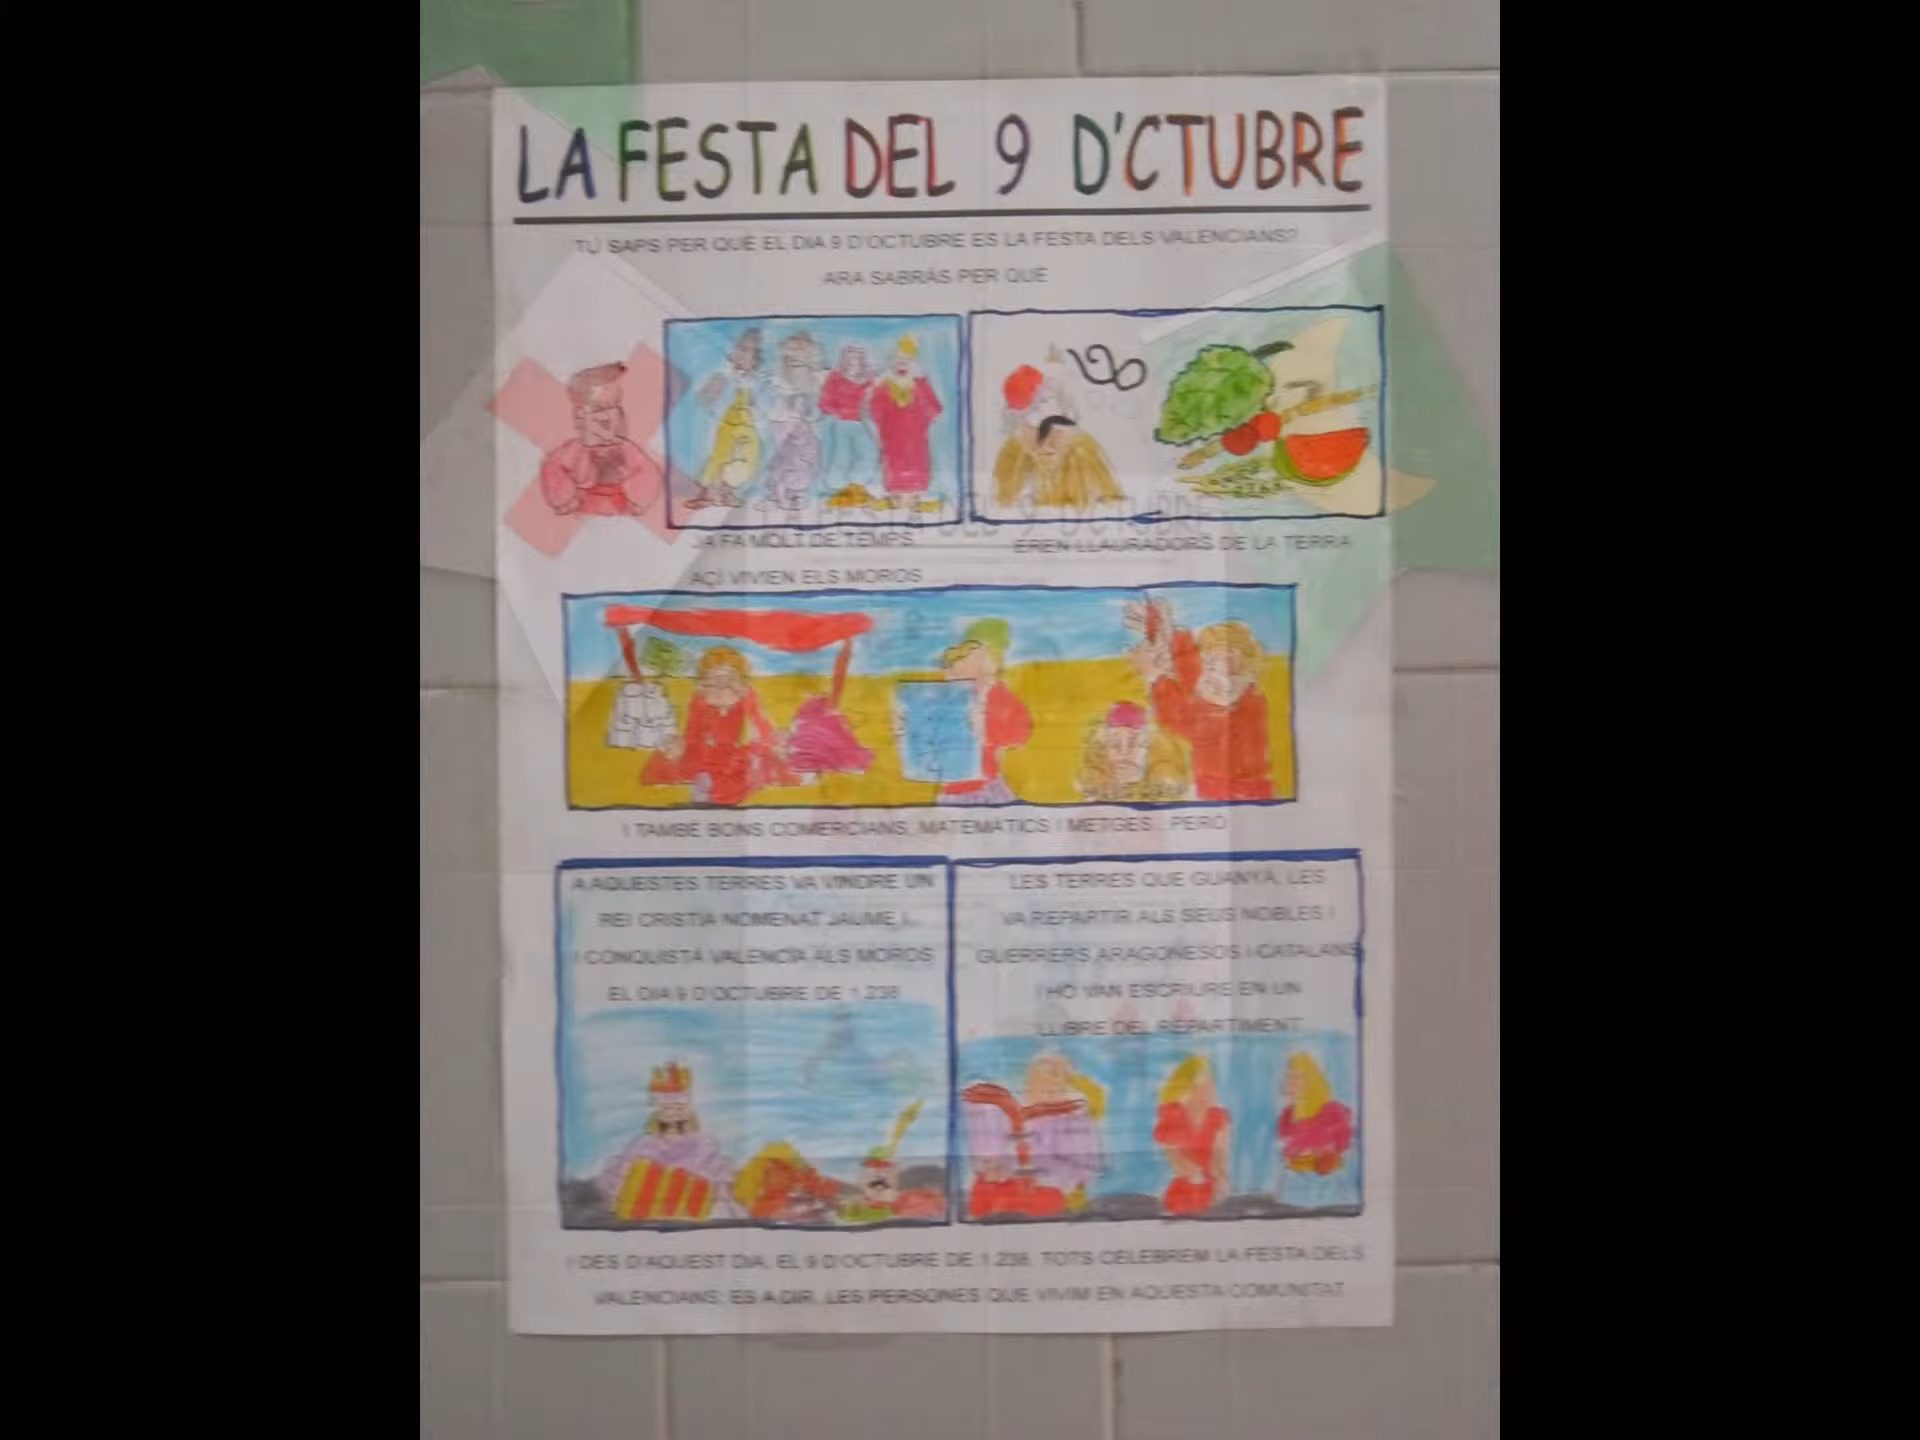 LA FESTA DEL 9 D'CTUBRE
TÚ SAPS PER QUÈ EL DIA 9 D'OCTUBRE ES LA FESTA DELS VALENCIANS?
ARA SABRÀS PER QUÈ
JA FA MOLT DE TEMPS
AÇÍ VIVIEN ELS MOROS
EREN LLAURADORS DE LA TERRA
I TAMBÉ BONS COMERCIANS, MATEMÀTICS I METGES...PERÒ
A AQUESTES TERRES VA VINDRE UN
REI CRISTIÀ NOMENAT JAUME I...
I CONQUISTÀ VALENCIA ALS MOROS
EL DIA 9 D'OCTUBRE DE 1.238
LES TERRES QUE GUANYÀ, LES
VA REPARTIR ALS SEUS NOBLES I
GUERRERS ARAGONESOS I CATALANS
I HO VAN ESCRIURE EN UN
LLIBRE DEL REPARTIMENT
I DES D'AQUEST DIA, EL 9 D'OCTUBRE DE 1.238, TOTS CELEBREM LA FESTA DELS
VALENCIANS; ES A DIR, LES PERSONES QUE VIVIM EN AQUESTA COMUNITAT